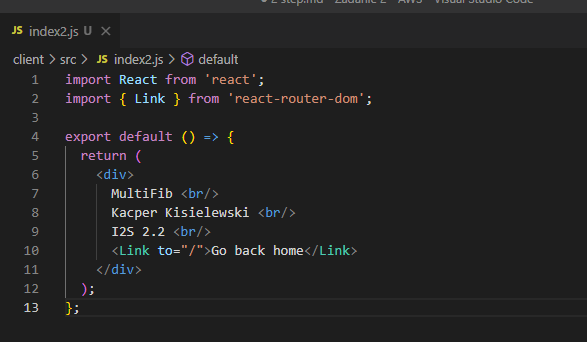 2 step.md - Zadanie 2 - AWS - Visual Studio Code
JS index2.js U ×
client > src > JS index2.js > default
1 import React from 'react';
2 import { Link } from 'react-router-dom';
3
4 export default () => {
5   return (
6     <div>
7       MultiFib <br/>
8       Kacper Kisielewski <br/>
9       I2S 2.2 <br/>
10       <Link to="/">Go back home</Link>
11     </div>
12   );
13 };